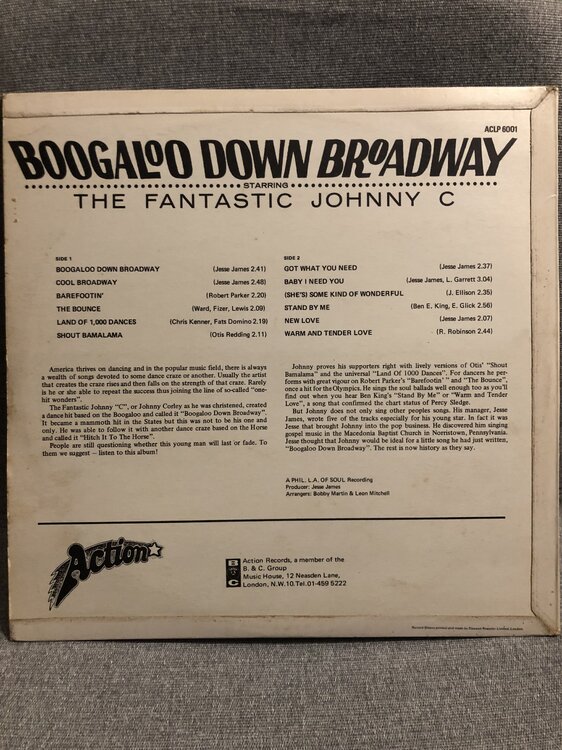 ACLP 6001
BOOGALOO DOWN BROADWAY
STARRING
THE FANTASTIC JOHNNY C
SIDE 1
BOOGALOO DOWN BROADWAY (Jesse James 2.41)
COOL BROADWAY (Jesse James 2.48)
BAREFOOTIN' (Robert Parker 2.20)
THE BOUNCE (Ward, Fizer, Lewis 2.09)
LAND OF 1,000 DANCES (Chris Kenner, Fats Domino 2.19)
SHOUT BAMALAMA (Otis Redding 2.11)
SIDE 2
GOT WHAT YOU NEED (Jesse James 2.37)
BABY I NEED YOU (Jesse James, L. Garrett 3.04)
(SHE'S) SOME KIND OF WONDERFUL (J. Ellison 2.35)
STAND BY ME (Ben E. King, E. Glick 2.56)
NEW LOVE (Jesse James 2.07)
WARM AND TENDER LOVE (R. Robinson 2.44)
America thrives on dancing and in the popular music field, there is always
a wealth of songs devoted to some dance craze or another. Usually the artist
that creates the craze rises and then falls on the strength of that craze. Rarely
is he or she able to repeat the success thus joining the line of so-called "one-
hit wonders".
The Fantastic Johnny "C", or Johnny Corley as he was christened, created
a dance hit based on the Boogaloo and called it "Boogaloo Down Broadway".
It became a mammoth hit in the States but this was not to be his one and
only. He was able to follow it with another dance craze based on the Horse
and called it "Hitch It To The Horse".
People are still questioning whether this young man will last or fade. To
them we suggest – listen to this album!
Johnny proves his supporters right with lively versions of Otis' "Shout
Bamalama" and the universal "Land Of 1000 Dances". For dancers he per-
forms with great vigour on Robert Parker's "Barefootin' " and "The Bounce",
once a hit for the Olympics. He sings the soul ballads well enough too as you'll
find out when you hear Ben King's "Stand By Me" or "Warm and Tender
Love", a song that confirmed the chart status of Percy Sledge.
But Johnny does not only sing other peoples songs. His manager, Jesse
James, wrote five of the tracks especially for his young star. In fact it was
Jesse that brought Johnny into the pop business. He discovered him singing
gospel music in the Macedonia Baptist Church in Norristown, Pennsylvania.
Jesse thought that Johnny would be ideal for a little song he had just written,
"Boogaloo Down Broadway". The rest is now history as they say.
A PHIL. L.A. OF SOUL Recording
Producer: Jesse James
Arrangers: Bobby Martin & Leon Mitchell
Action
B
C
Action Records, a member of the
B. & C. Group
Music House, 12 Neasden Lane,
London, N.W.10. Tel. 01-459 5222